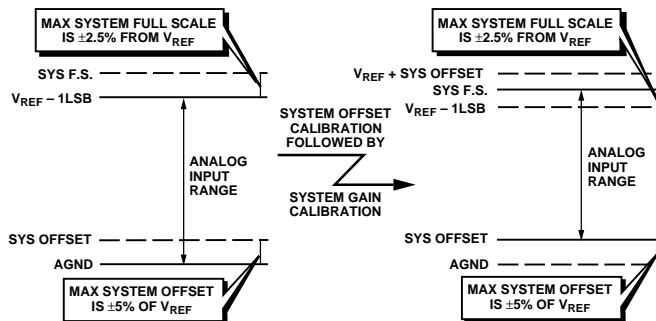 MAX SYSTEM FULL SCALE
IS ±2.5% FROM VREF
SYS F.S.
VREF – 1LSB
ANALOG
INPUT
RANGE
SYS OFFSET
AGND
MAX SYSTEM OFFSET
IS ±5% OF VREF
SYSTEM OFFSET
CALIBRATION
FOLLOWED BY
SYSTEM GAIN
CALIBRATION
MAX SYSTEM FULL SCALE
IS ±2.5% FROM VREF
VREF + SYS OFFSET
SYS F.S.
VREF – 1LSB
ANALOG
INPUT
RANGE
SYS OFFSET
AGND
MAX SYSTEM OFFSET
IS ±5% OF VREF